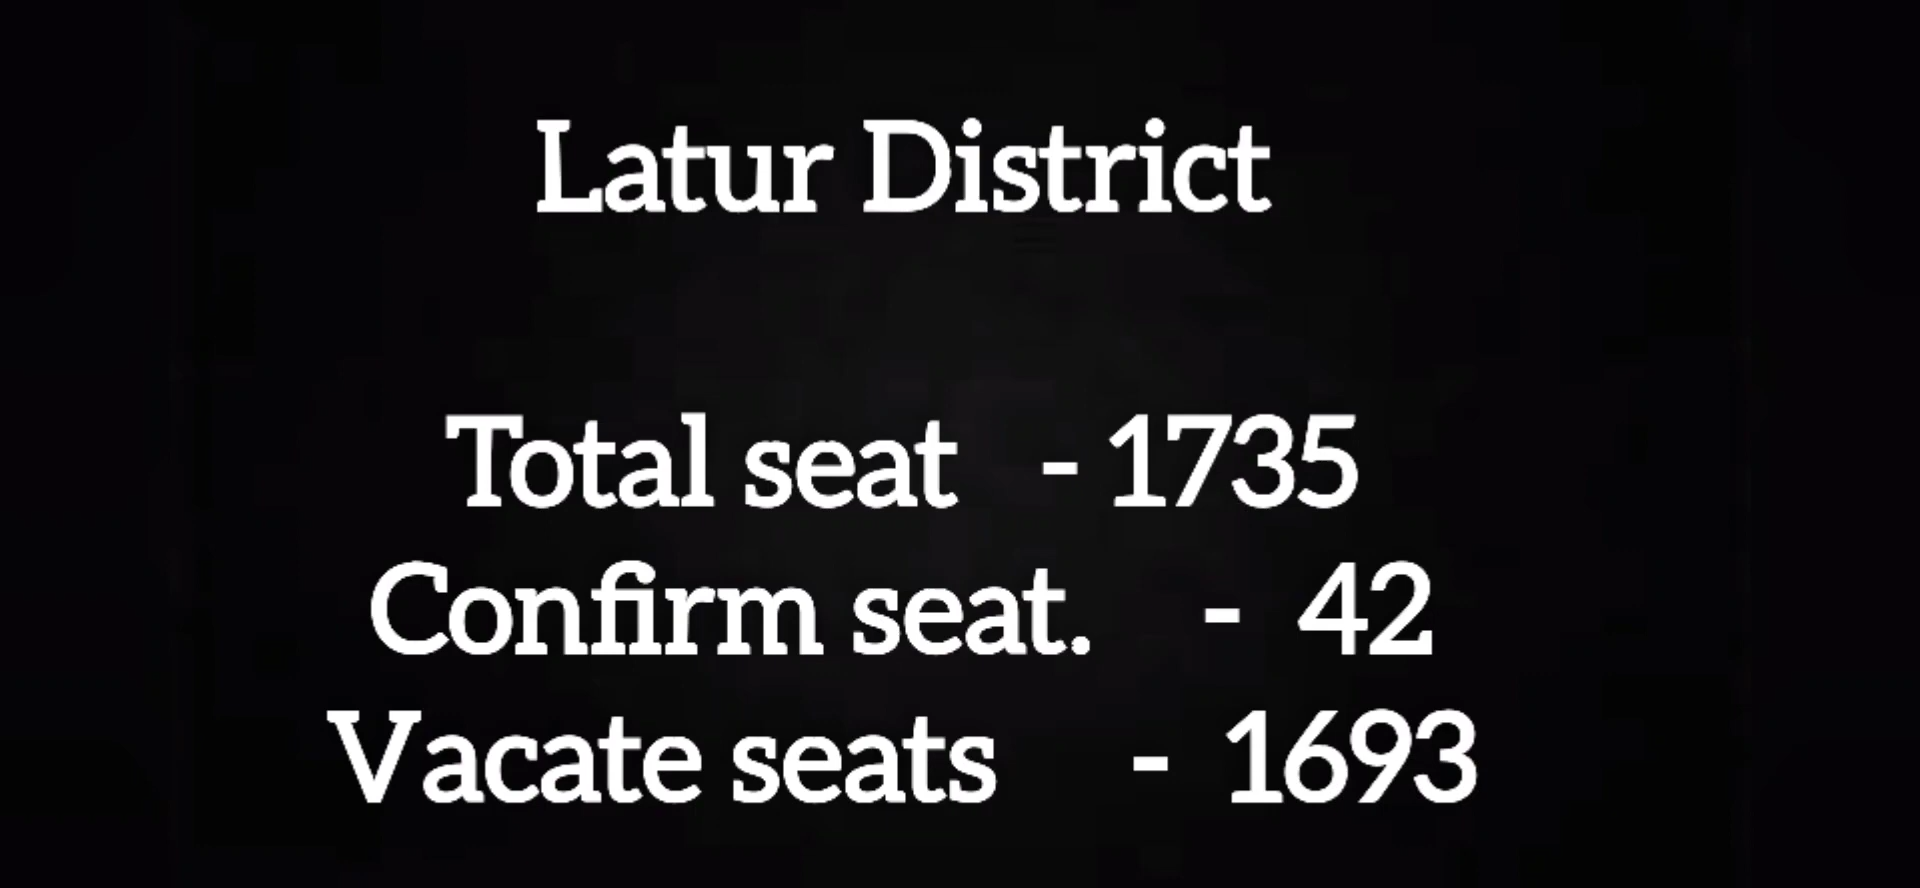 Latur District
Total seat - 1735
Confirm seat. - 42
Vacate seats - 1693